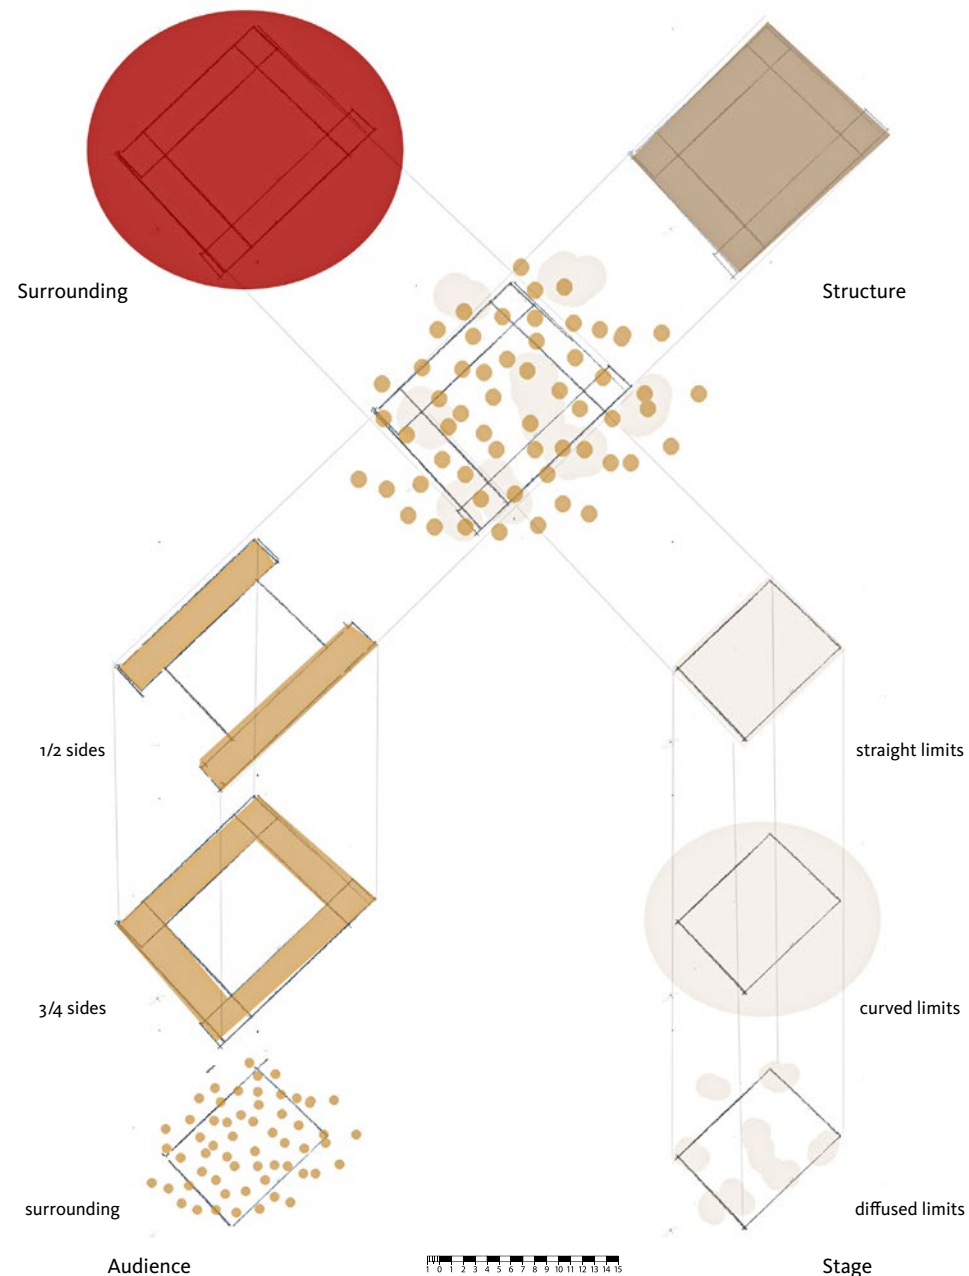 Surrounding
Structure
1/2 sides
straight limits
3/4 sides
curved limits
surrounding
diffused limits
Audience
Stage
1 0 1 2 3 4 5 6 7 8 9 10 11 12 13 14 15